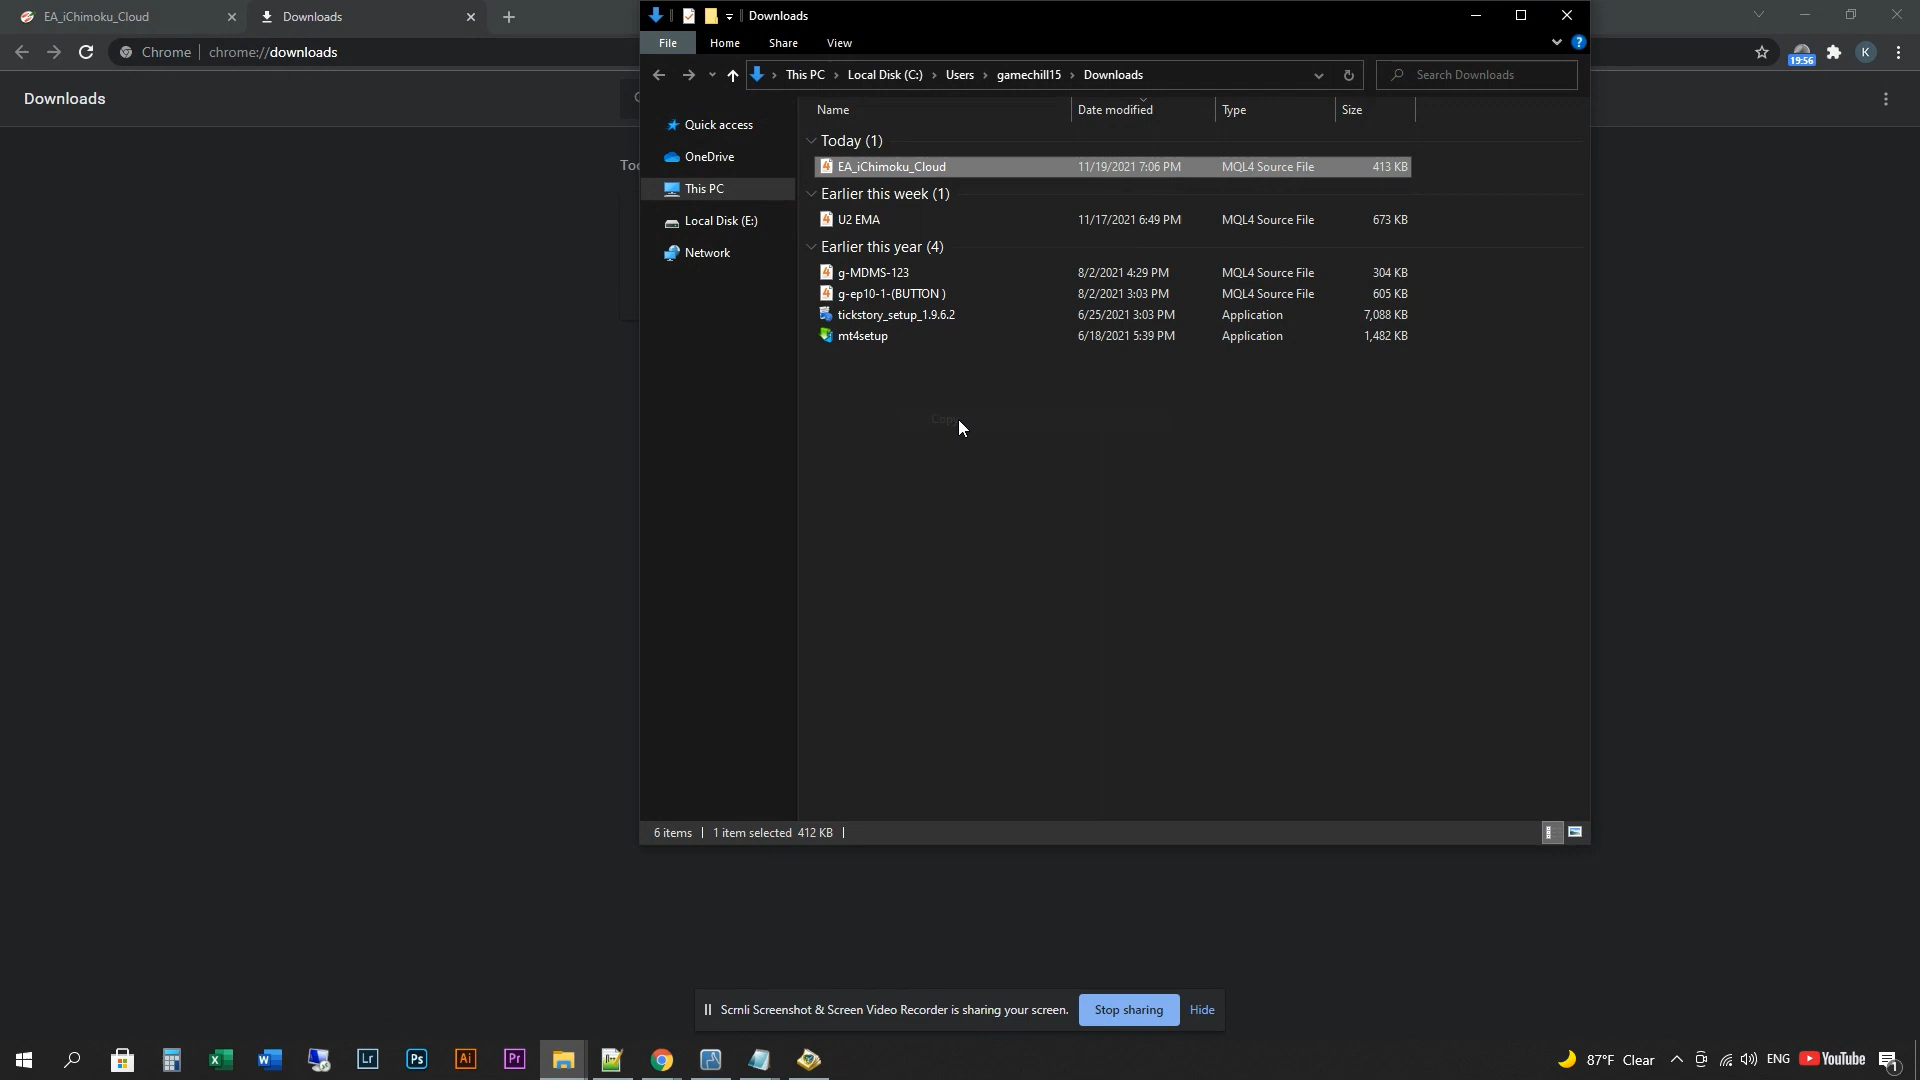 EA_iChimoku_Cloud
Downloads
Downloads
File Home Share View
Chrome chrome://downloads
19:56
K
This PC Local Disk (C:) Users gamechill15 Downloads
Search Downloads
Downloads
Name Date modified Type Size
Quick access
OneDrive
This PC
Local Disk (E:)
Network
Today (1)
EA_iChimoku_Cloud 11/19/2021 7:06 PM MQL4 Source File 413 KB
Earlier this week (1)
U2 EMA 11/17/2021 6:49 PM MQL4 Source File 673 KB
Earlier this year (4)
g-MDMS-123 8/2/2021 4:29 PM MQL4 Source File 304 KB
g-ep10-1-(BUTTON ) 8/2/2021 3:03 PM MQL4 Source File 605 KB
tickstory_setup_1.9.6.2 6/25/2021 3:03 PM Application 7,088 KB
mt4setup 6/18/2021 5:39 PM Application 1,482 KB
6 items 1 item selected 412 KB
Scrnli Screenshot & Screen Video Recorder is sharing your screen. Stop sharing Hide
Lr Ps Ai Pr
87°F Clear ENG YouTube 1